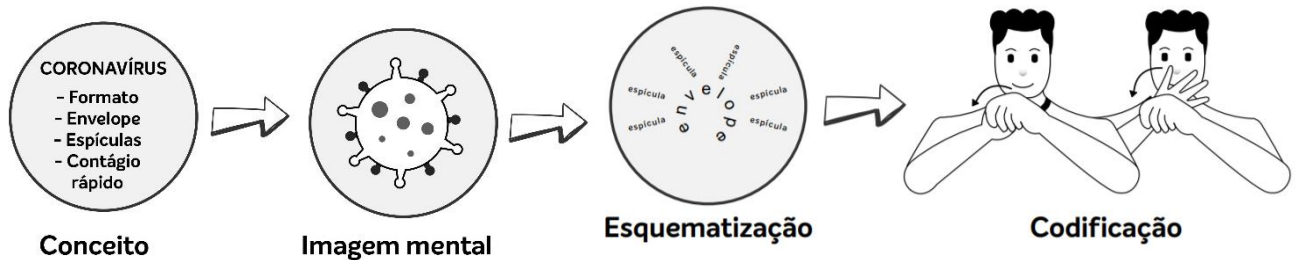 CORONAVÍRUS
- Formato
- Envelope
- Espículas
- Contágio
rápido
Conceito
Imagem mental
espícula
espícula
espícula
espícula
espícula
espícula
envelope
Esquematização
Codificação